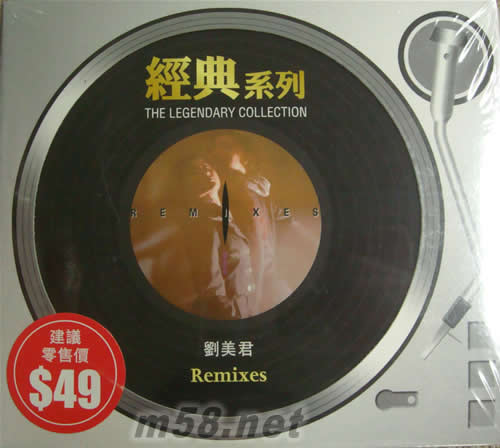 經典系列
THE LEGENDARY COLLECTION
REMIXES
劉美君
Remixes
建議
零售價
$49
m58.net